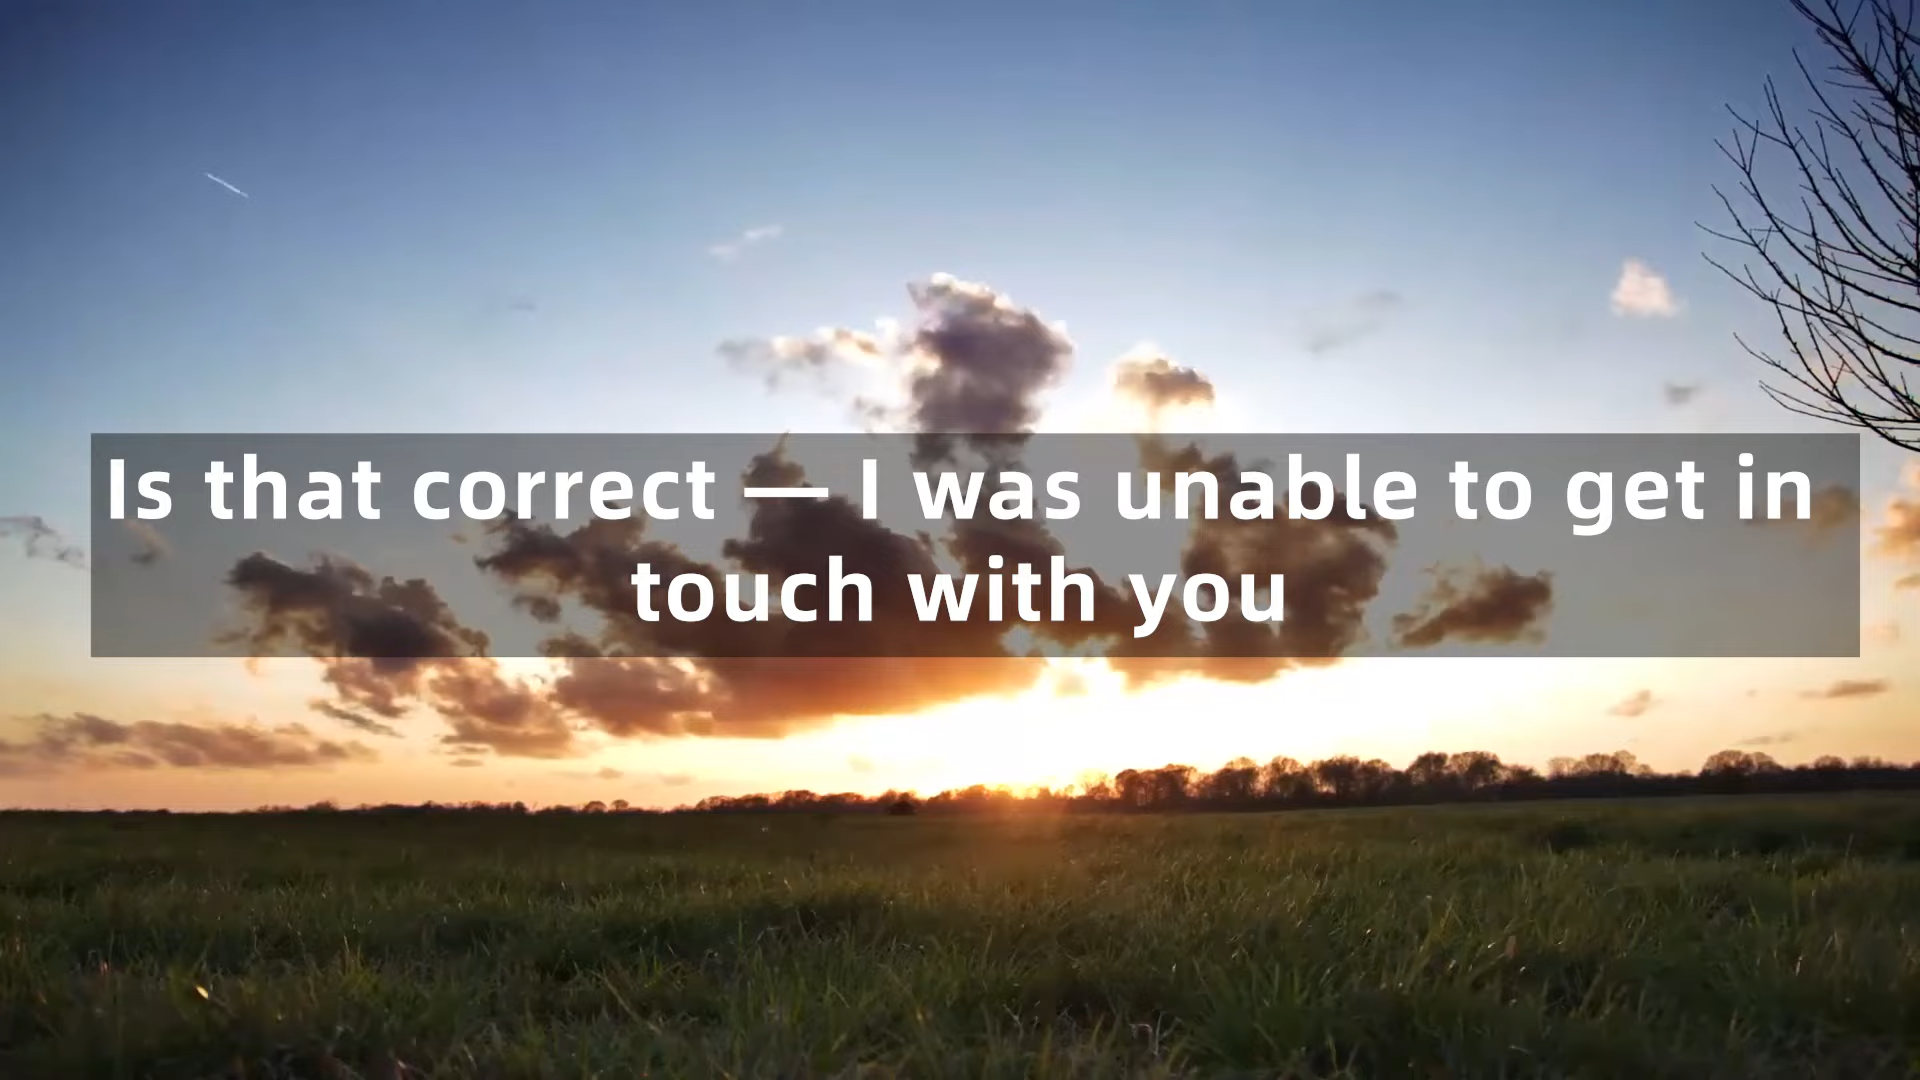 Is that correct — I was unable to get in
touch with you